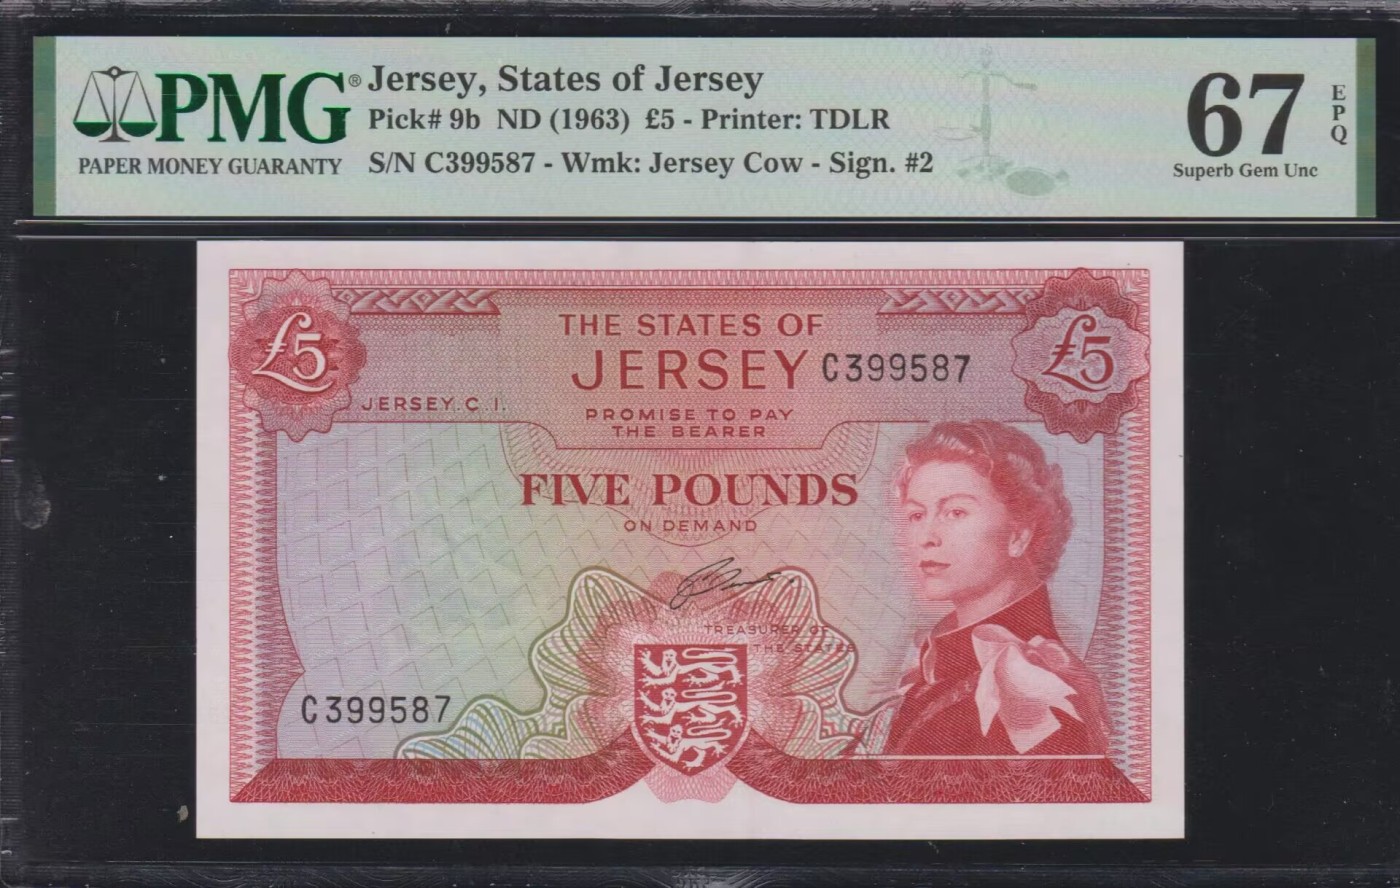 PMG®
PAPER MONEY GUARANTY
Jersey, States of Jersey
Pick# 9b ND (1963) £5 - Printer: TDLR
S/N C399587 - Wmk: Jersey Cow - Sign. #2
67
EPQ
Superb Gem Unc
£5
£5
THE STATES OF
JERSEY
C399587
JERSEY.C.I.
PROMISE TO PAY
THE BEARER
FIVE POUNDS
ON DEMAND
TREASURER OF
THE STATES
C399587